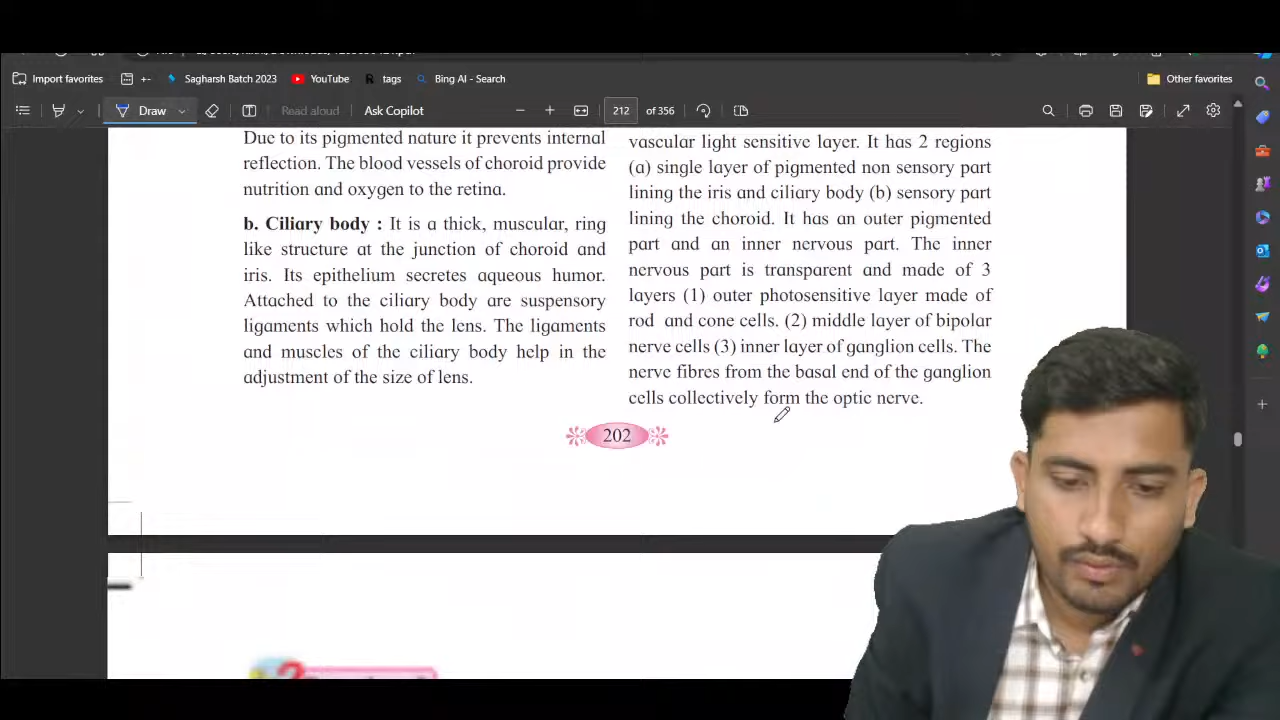 Import favorites
+-
Sagharsh Batch 2023
YouTube
tags
Bing AI - Search
Other favorites
Draw
Read aloud
Ask Copilot
212
of 356
Due to its pigmented nature it prevents internal
reflection. The blood vessels of choroid provide
nutrition and oxygen to the retina.
b. Ciliary body : It is a thick, muscular, ring
like structure at the junction of choroid and
iris. Its epithelium secretes aqueous humor.
Attached to the ciliary body are suspensory
ligaments which hold the lens. The ligaments
and muscles of the ciliary body help in the
adjustment of the size of lens.
vascular light sensitive layer. It has 2 regions
(a) single layer of pigmented non sensory part
lining the iris and ciliary body (b) sensory part
lining the choroid. It has an outer pigmented
part and an inner nervous part. The inner
nervous part is transparent and made of 3
layers (1) outer photosensitive layer made of
rod and cone cells. (2) middle layer of bipolar
nerve cells (3) inner layer of ganglion cells. The
nerve fibres from the basal end of the ganglion
cells collectively form the optic nerve.
202